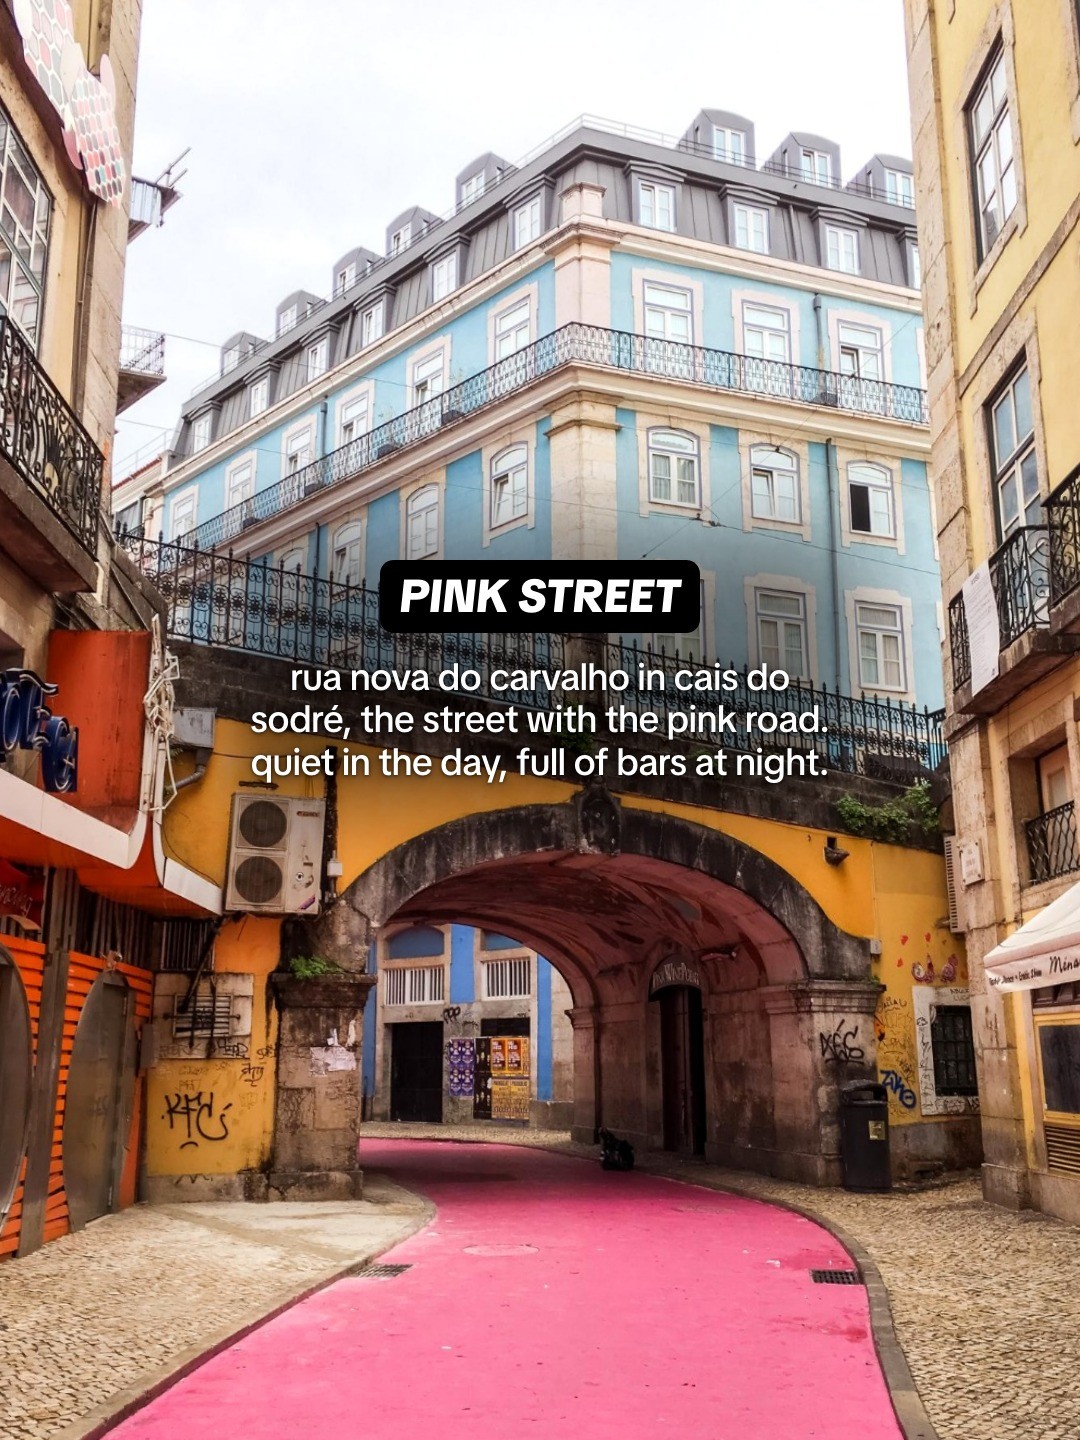 PINK STREET
rua nova do carvalho in cais do
sodré, the street with the pink road.
quiet in the day, full of bars at night.
KFC